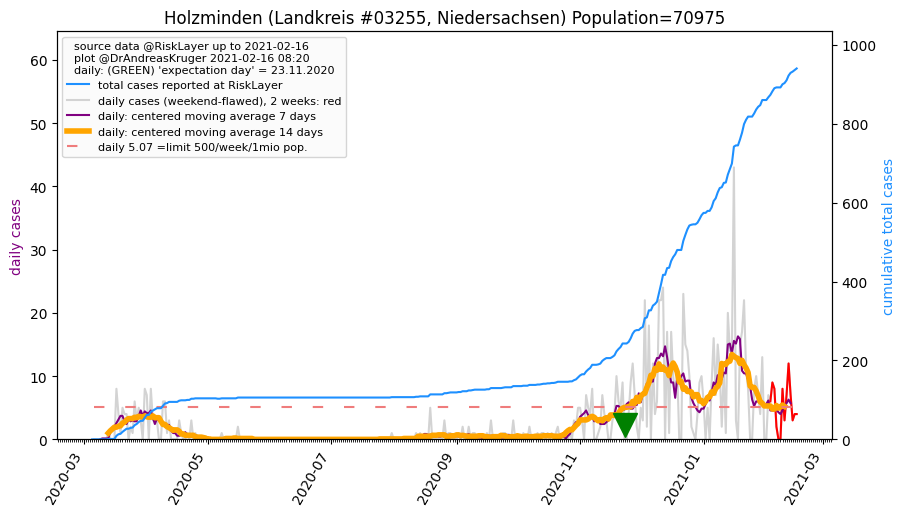 Holzminden (Landkreis #03255, Niedersachsen) Population=70975
source data @RiskLayer up to 2021-02-16
plot @DrAndreasKruger 2021-02-16 08:20
daily: (GREEN) 'expectation day' = 23.11.2020
total cases reported at RiskLayer
daily cases (weekend-flawed), 2 weeks: red
daily: centered moving average 7 days
daily: centered moving average 14 days
daily 5.07 =limit 500/week/1mio pop.
daily cases
60
50
40
30
20
10
0
cumulative total cases
1000
800
600
400
200
0
2020-03
2020-05
2020-07
2020-09
2020-11
2021-01
2021-03